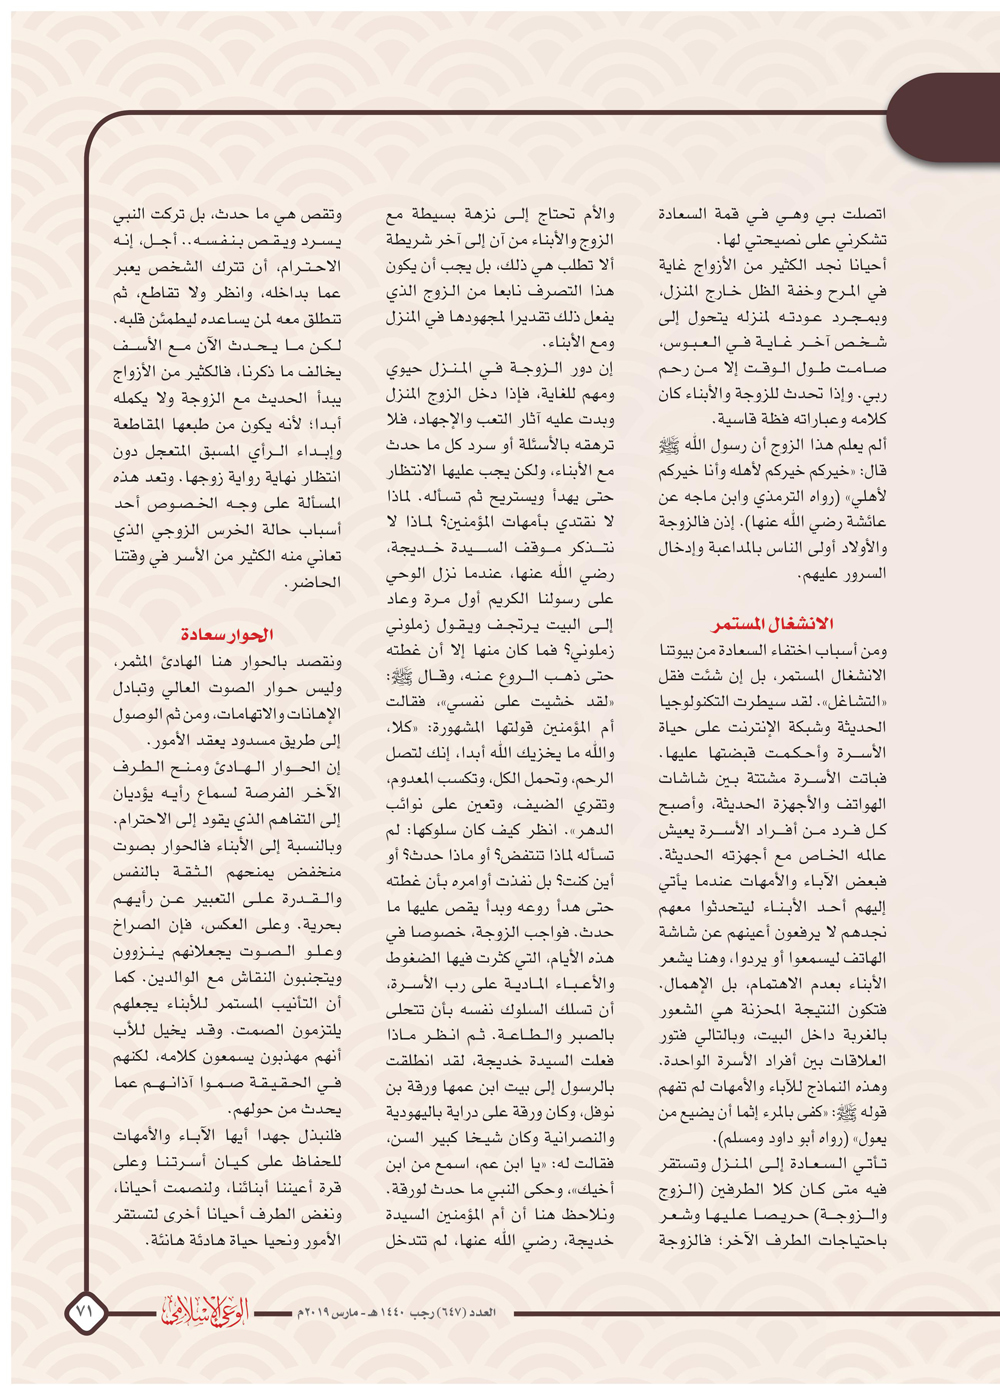 اتصلت بي وهي في قمة السعادة
تشكرني على نصيحتي لها.
أحيانا نجد الكثير من الأزواج غاية
في المرح وخفة الظل خارج المنزل،
وبمجرد عودته لمنزله يتحول إلى
شخص آخر غاية في العبوس،
صامت طول الوقت إلا من رحم
ربي. وإذا تحدث للزوجة والأبناء كان
كلامه وعباراته فظة قاسية.
ألم يعلم هذا الزوج أن رسول الله ﷺ
قال: «خيركم خيركم لأهله وأنا خيركم
لأهلي» (رواه الترمذي وابن ماجه عن
عائشة رضي الله عنها). إذن فالزوجة
والأولاد أولى الناس بالمداعبة وإدخال
السرور عليهم.
الانشغال المستمر
ومن أسباب اختفاء السعادة من بيوتنا
الانشغال المستمر، بل إن شئت فقل
«التشاغل». لقد سيطرت التكنولوجيا
الحديثة وشبكة الإنترنت على حياة
الأسرة وأحكمت قبضتها عليها.
فباتت الأسرة مشتتة بين شاشات
الهواتف والأجهزة الحديثة، وأصبح
كل فرد من أفراد الأسرة يعيش
عالمه الخاص مع أجهزته الحديثة.
فبعض الآباء والأمهات عندما يأتي
إليهم أحد الأبناء ليتحدثوا معهم
نجدهم لا يرفعون أعينهم عن شاشة
الهاتف ليسمعوا أو يردوا، وهنا يشعر
الأبناء بعدم الاهتمام، بل الإهمال.
فتكون النتيجة المحزنة هي الشعور
بالغربة داخل البيت، وبالتالي فتور
العلاقات بين أفراد الأسرة الواحدة.
وهذه النماذج للآباء والأمهات لم تفهم
قوله ﷺ: «كفى بالمرء إثما أن يضيع من
يعول» (رواه أبو داود ومسلم).
تأتي السعادة إلى المنزل وتستقر
فيه متى كان كلا الطرفين (الزوج
والزوجة) حريصا عليها وشعر
باحتياجات الطرف الآخر؛ فالزوجة
والأم تحتاج إلى نزهة بسيطة مع
الزوج والأبناء من آن إلى آخر شريطة
ألا تطلب هي ذلك، بل يجب أن يكون
هذا التصرف نابعا من الزوج الذي
يفعل ذلك تقديرا لمجهودها في المنزل
ومع الأبناء.
إن دور الزوجة في المنزل حيوي
ومهم للغاية، فإذا دخل الزوج المنزل
وبدت عليه آثار التعب والإجهاد، فلا
ترهقه بالأسئلة أو سرد كل ما حدث
مع الأبناء، ولكن يجب عليها الانتظار
حتى يهدأ ويستريح ثم تسأله. لماذا
لا نقتدي بأمهات المؤمنين؟ لماذا لا
نتذكر موقف السيدة خديجة،
رضي الله عنها، عندما نزل الوحي
على رسولنا الكريم أول مرة وعاد
إلى البيت يرتجف ويقول زملوني
زملوني؟ فما كان منها إلا أن غطته
حتى ذهب الروع عنه، وقال ﷺ:
«لقد خشيت على نفسي»، فقالت
أم المؤمنين قولتها المشهورة: «كلا،
والله ما يخزيك الله أبدا، إنك لتصل
الرحم، وتحمل الكل، وتكسب المعدوم،
وتقري الضيف، وتعين على نوائب
الدهر». انظر كيف كان سلوكها: لم
تسأله لماذا تنتفض؟ أو ماذا حدث؟ أو
أين كنت؟ بل نفذت أوامره بأن غطته
حتى هدأ روعه وبدأ يقص عليها ما
حدث. فواجب الزوجة، خصوصا في
هذه الأيام، التي كثرت فيها الضغوط
والأعباء المادية على رب الأسرة،
أن تسلك السلوك نفسه بأن تتحلى
بالصبر والطاعة. ثم انظر ماذا
فعلت السيدة خديجة، لقد انطلقت
بالرسول إلى بيت ابن عمها ورقة بن
نوفل، وكان ورقة على دراية باليهودية
والنصرانية وكان شيخا كبير السن،
فقالت له: «يا ابن عم، اسمع من ابن
أخيك»، وحكى النبي ما حدث لورقة.
ونلاحظ هنا أن أم المؤمنين السيدة
خديجة، رضي الله عنها، لم تتدخل
وتقص هي ما حدث، بل تركت النبي
يسرد ويقص بنفسه.. أجل، إنه
الاحترام، أن تترك الشخص يعبر
عما بداخله، وانظر ولا تقاطع، ثم
تنطلق معه لمن يساعده ليطمئن قلبه.
لكن ما يحدث الآن مع الأسف
يخالف ما ذكرنا، فالكثير من الأزواج
يبدأ الحديث مع الزوجة ولا يكمله
أبدا؛ لأنه يكون من طبعها المقاطعة
وإبداء الرأي المسبق المتعجل دون
انتظار نهاية رواية زوجها. وتعد هذه
المسألة على وجه الخصوص أحد
أسباب حالة الخرس الزوجي الذي
تعاني منه الكثير من الأسر في وقتنا
الحاضر.
الحوار سعادة
ونقصد بالحوار هنا الهادئ المثمر،
وليس حوار الصوت العالي وتبادل
الإهانات والاتهامات، ومن ثم الوصول
إلى طريق مسدود يعقد الأمور.
إن الحوار الهادئ ومنح الطرف
الآخر الفرصة لسماع رأيه يؤديان
إلى التفاهم الذي يقود إلى الاحترام.
وبالنسبة إلى الأبناء فالحوار بصوت
منخفض يمنحهم الثقة بالنفس
والقدرة على التعبير عن رأيهم
بحرية. وعلى العكس، فإن الصراخ
وعلو الصوت يجعلانهم ينزوون
ويتجنبون النقاش مع الوالدين. كما
أن التأنيب المستمر للأبناء يجعلهم
يلتزمون الصمت. وقد يخيل للأب
أنهم مهذبون يسمعون كلامه، لكنهم
في الحقيقة صموا آذانهم عما
يحدث من حولهم.
فلنبذل جهدا أيها الآباء والأمهات
للحفاظ على كيان أسرتنا وعلى
قرة أعيننا أبنائنا، ولنصمت أحيانا،
ونغض الطرف أحيانا أخرى لتستقر
الأمور ونحيا حياة هادئة هانئة.
العدد (٦٤٧) رجب ١٤٤٠ هـ - مارس ٢٠١٩م
الوعي الإسلامي
٧١